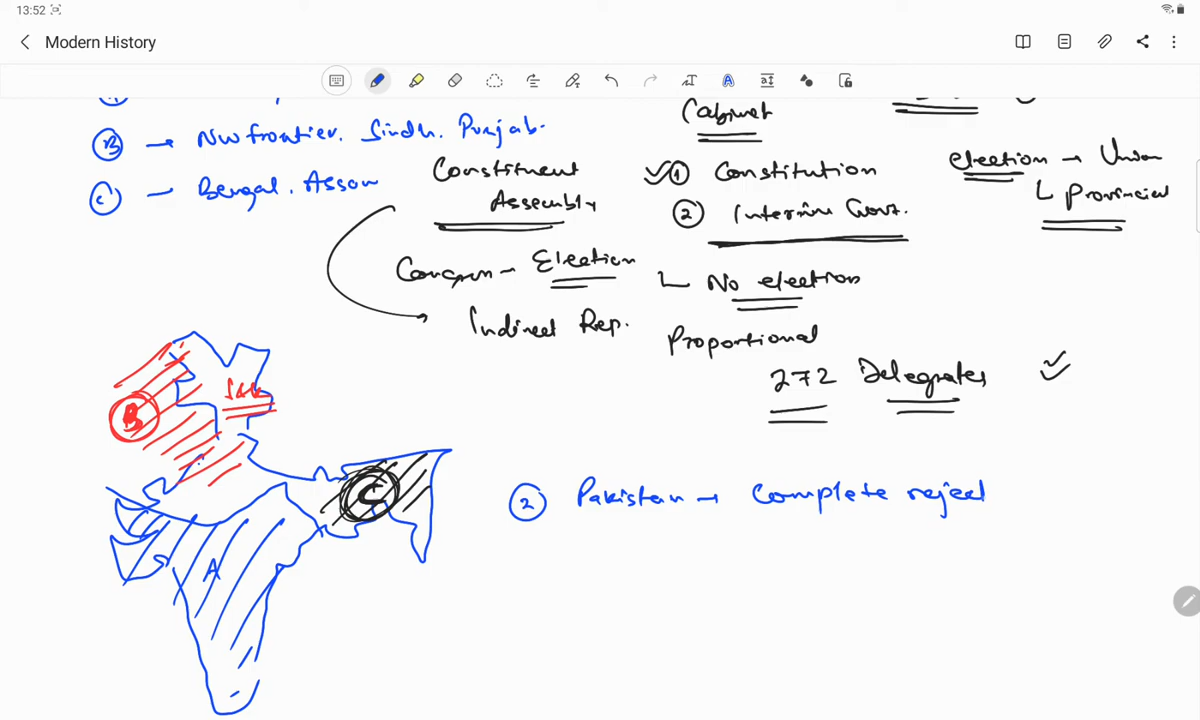 13:52
Modern History
Cabinet
B → NW frontier. Sindh. Punjab.
C → Bengal. Assam
Constituent
Assembly
① Constitution
② Interim Govt.
election → Union
Provincial
Election
No election
Indirect Rep.
Proportional
272 Delegates
B
J&K
C
A
② Pakistan → Complete reject